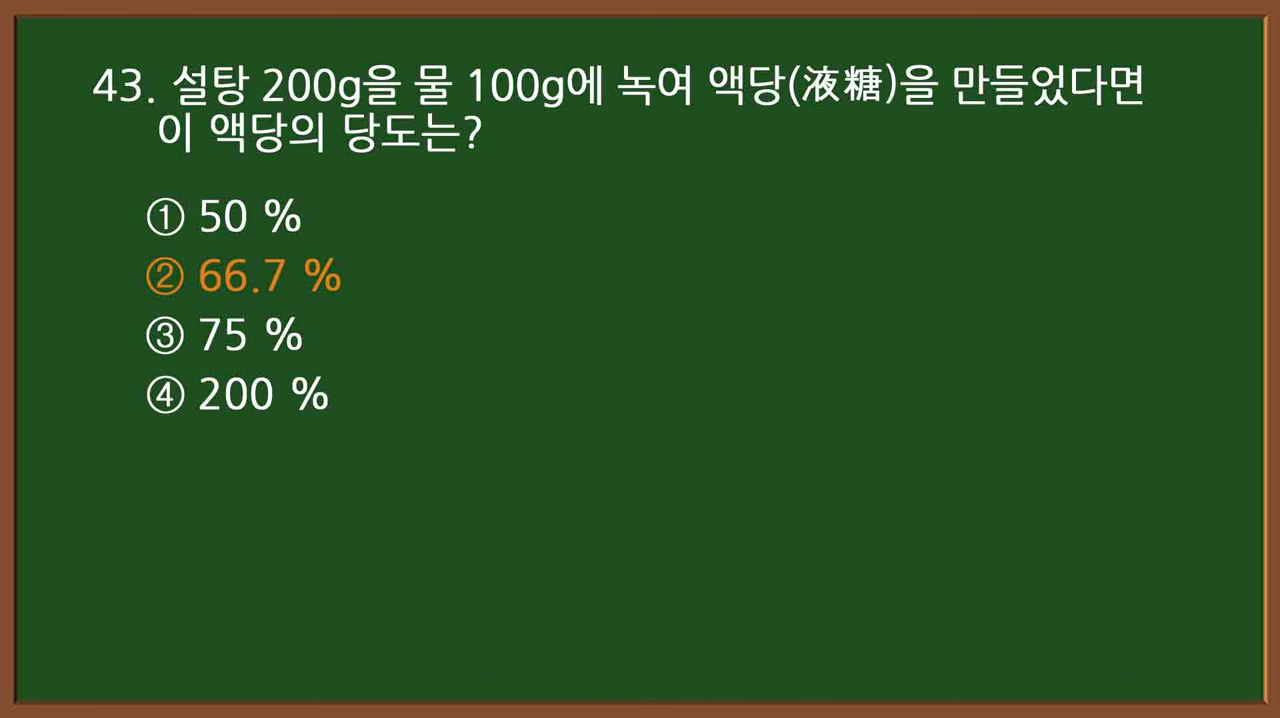 43. 설탕 200g을 물 100g에 녹여 액당(液糖)을 만들었다면
이 액당의 당도는?
① 50 %
② 66.7 %
③ 75 %
④ 200 %